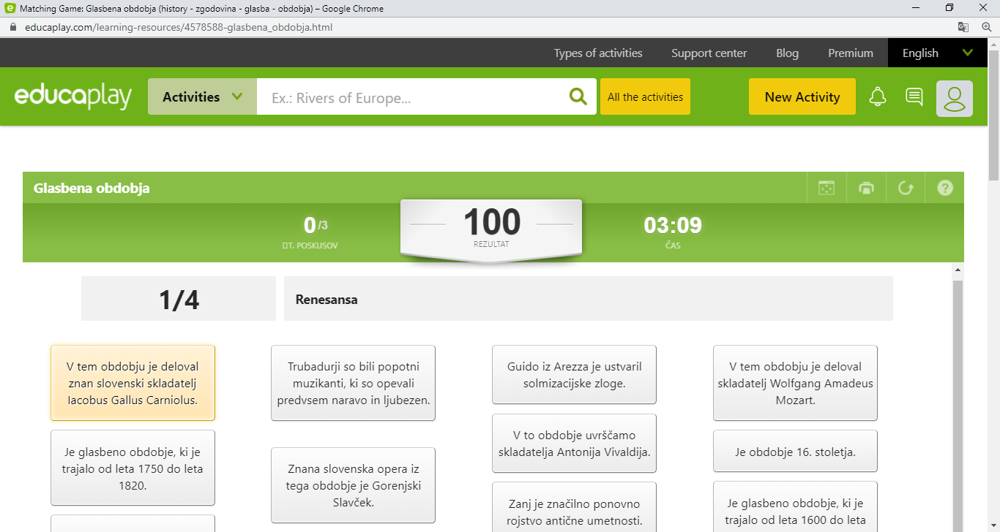 Matching Game: Glasbena obdobja (history - zgodovina - glasba - obdobja) – Google Chrome
educaplay.com/learning-resources/4578588-glasbena_obdobja.html
Types of activities Support center Blog Premium English
educaplay Activities Ex.: Rivers of Europe... All the activities New Activity
Glasbena obdobja
0/3
T. POSKUSOV
100
REZULTAT
03:09
ČAS
1/4
Renesansa
V tem obdobju je deloval
znan slovenski skladatelj
Iacobus Gallus Carniolus.
Trubadurji so bili popotni
muzikanti, ki so opevali
predvsem naravo in ljubezen.
Guido iz Arezza je ustvaril
solmizacijske zloge.
V tem obdobju je deloval
skladatelj Wolfgang Amadeus
Mozart.
Je glasbeno obdobje, ki je
trajalo od leta 1750 do leta
1820.
Znana slovenska opera iz
tega obdobje je Gorenjski
Slavček.
V to obdobje uvrščamo
skladatelja Antonija Vivaldija.
Je obdobje 16. stoletja.
Zanj je značilno ponovno
rojstvo antične umetnosti.
Je glasbeno obdobje, ki je
trajalo od leta 1600 do leta